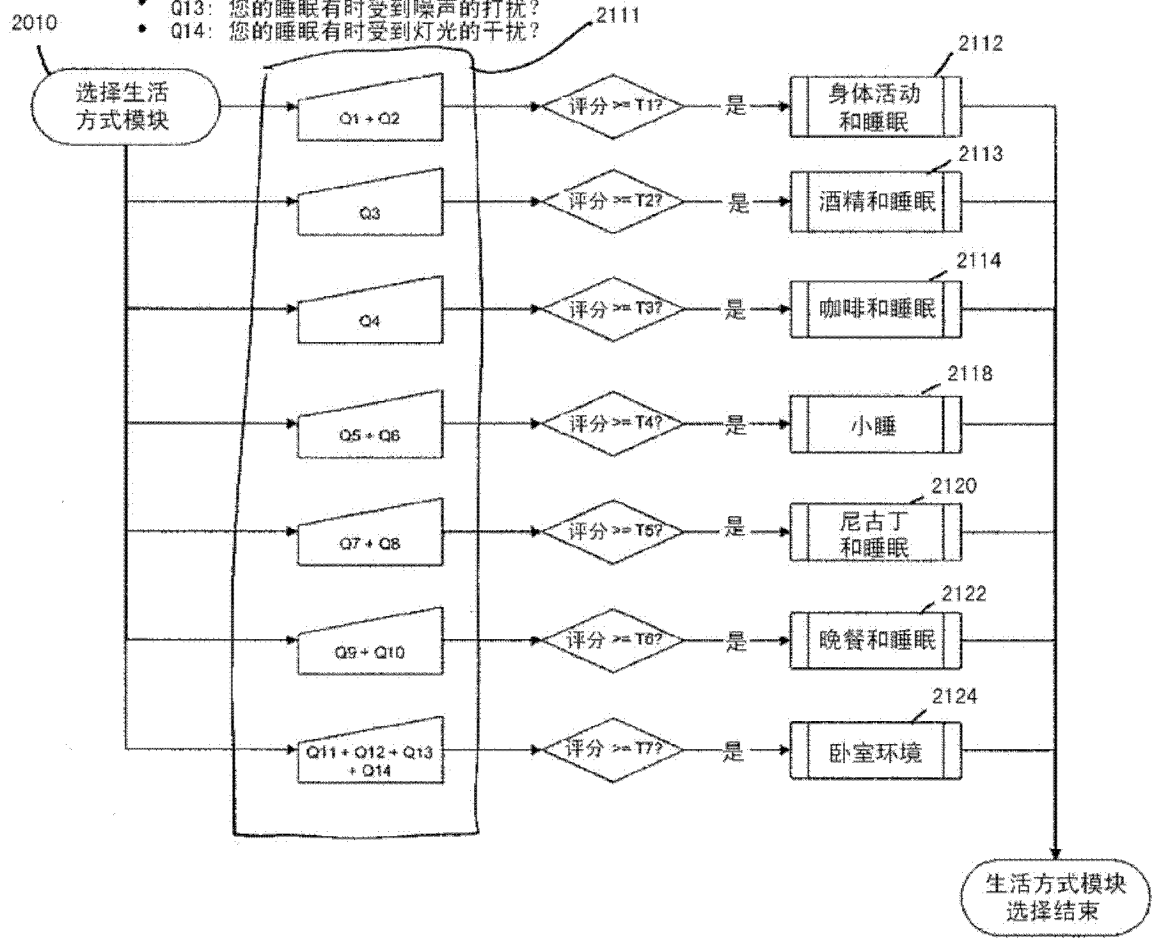 • Q13: 您的睡眠有时受到噪声的打扰?
• Q14: 您的睡眠有时受到灯光的干扰?
2010
2111
选择生活
方式模块
Q1 + Q2
评分 >= T1?
是
2112
身体活动
和睡眠
Q3
评分 >= T2?
是
2113
酒精和睡眠
Q4
评分 >= T3?
是
2114
咖啡和睡眠
Q5 + Q6
评分 >= T4?
是
2118
小睡
Q7 + Q8
评分 >= T5?
是
2120
尼古丁
和睡眠
Q9 + Q10
评分 >= T6?
是
2122
晚餐和睡眠
Q11 + Q12 + Q13
+ Q14
评分 >= T7?
是
2124
卧室环境
生活方式模块
选择结束